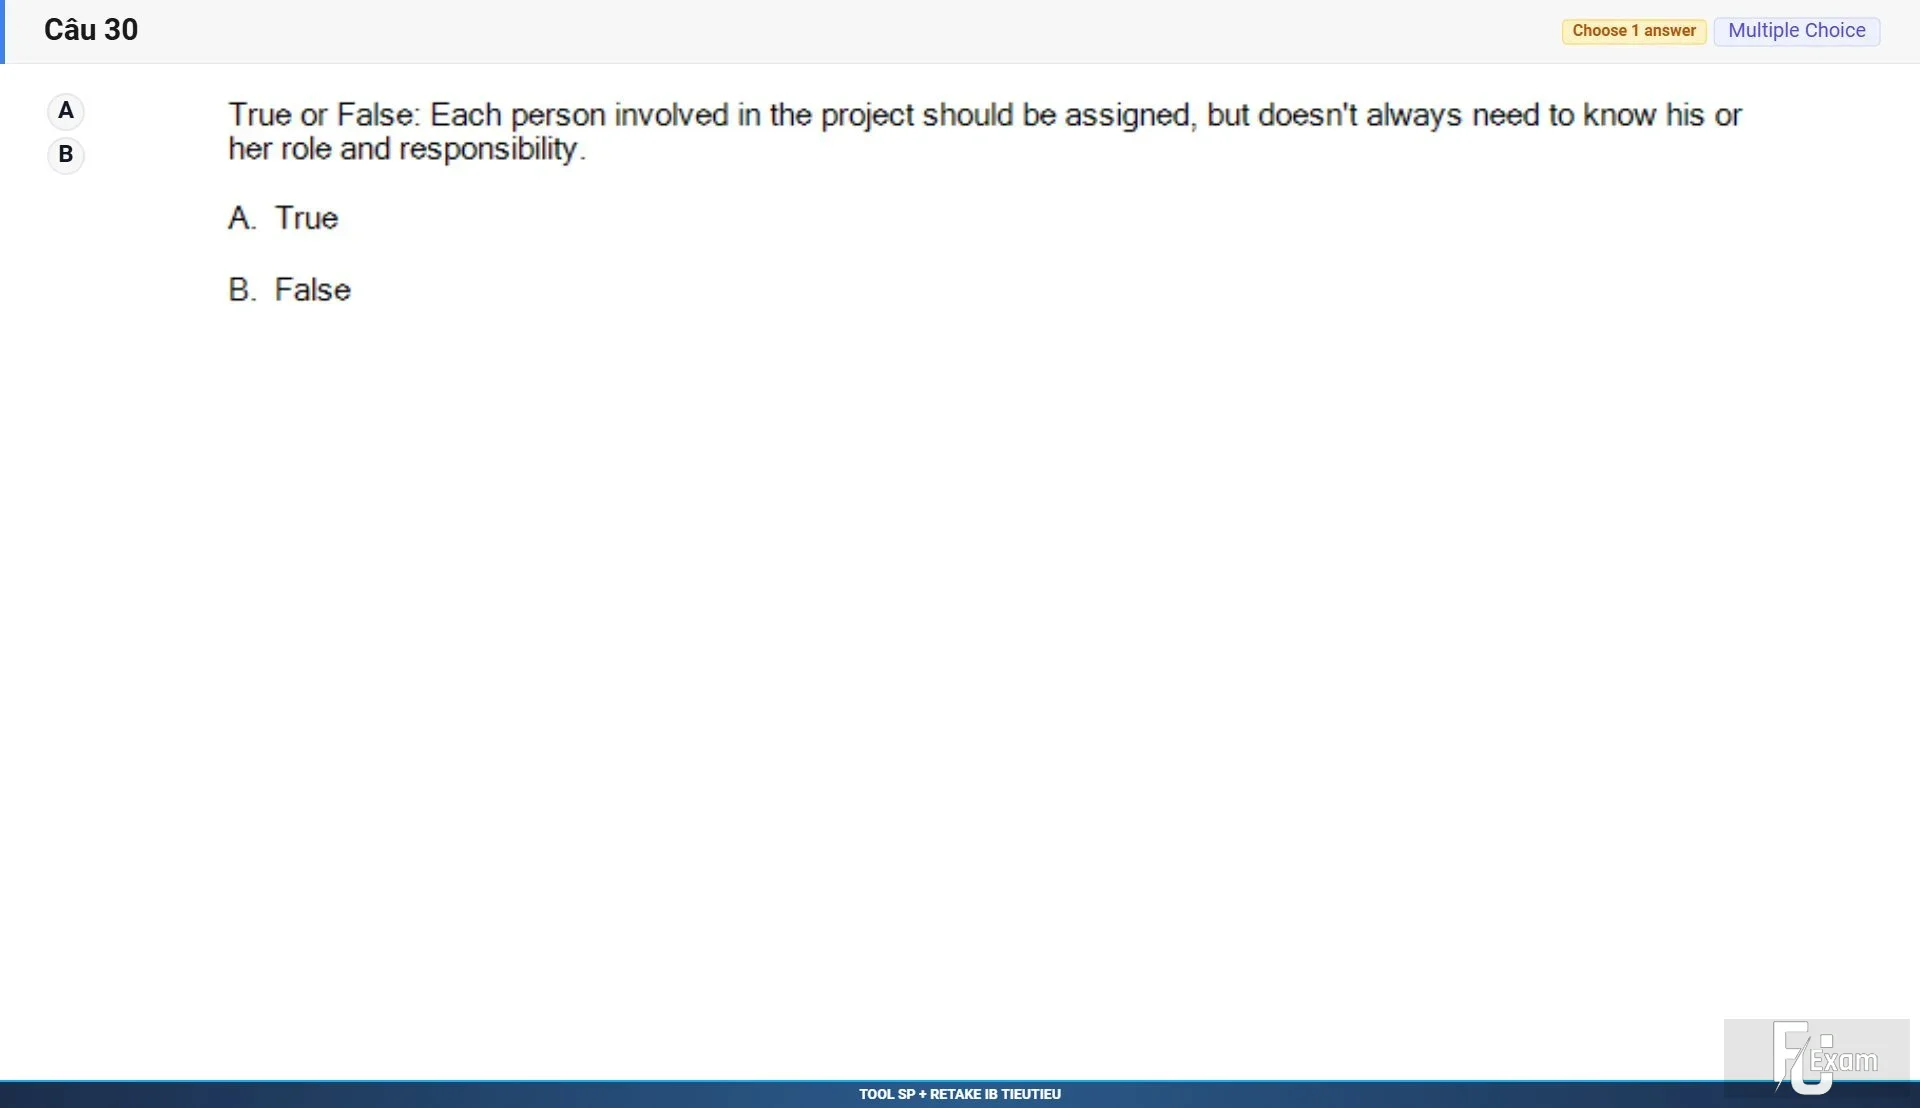 Câu 30
Choose 1 answer
Multiple Choice
A
B
True or False: Each person involved in the project should be assigned, but doesn't always need to know his or
her role and responsibility.
A. True
B. False
FU Exam
TOOL SP + RETAKE IB TIEUTIEU